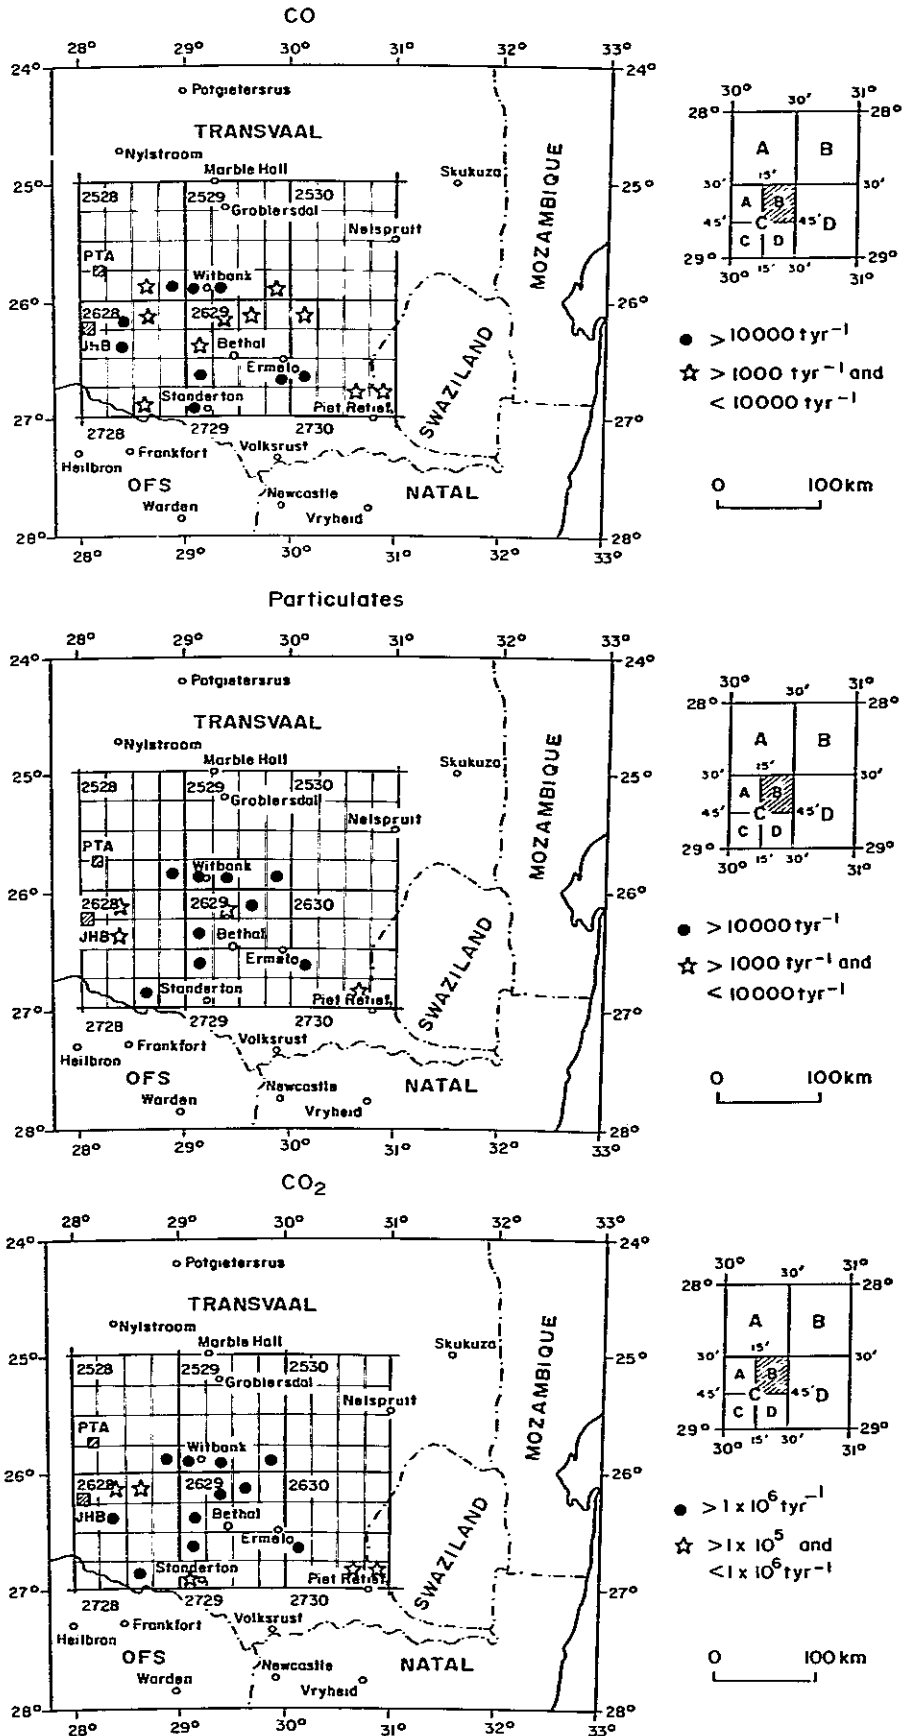 CO
28° 29° 30° 31° 32° 33°
24° 24°
Potgietersrus
TRANSVAAL
Nylstroom
Marble Hall
Skukuza
MOZAMBIQUE
25° 25°
2528 2529 2530
Groblersdal
Nelspruit
PTA
Witbank
26° 26°
2628 2629
JHB
Bethal
Ermelo
SWAZILAND
Standerton
Piet Retief
27° 27°
2728 2729 2730
Heilbron
Frankfort
Volksrust
OFS
Newcastle
NATAL
Warden
Vryheid
28° 28°
28° 29° 30° 31° 32° 33°
30° 30′ 31°
28° 28°
A B
15′
30′ 30′
A B
45′ C 45′ D
C D
29° 29°
30° 15′ 30′ 31°
> 10000 tyr⁻¹
> 1000 tyr⁻¹ and
< 10000 tyr⁻¹
0 100km
Particulates
28° 29° 30° 31° 32° 33°
24° 24°
Potgietersrus
TRANSVAAL
Nylstroom
Marble Hall
Skukuza
MOZAMBIQUE
25° 25°
2528 2529 2530
Groblersdal
Nelspruit
PTA
Witbank
26° 26°
2628 2629 2630
JHB
Bethal
Ermelo
SWAZILAND
Standerton
Piet Retief
27° 27°
2728 2729 2730
Heilbron
Frankfort
Volksrust
OFS
Newcastle
NATAL
Warden
Vryheid
28° 28°
28° 29° 30° 31° 32° 33°
30° 30′ 31°
28° 28°
A B
15′
30′ 30′
A B
45′ C 45′ D
C D
29° 29°
30° 15′ 30′ 31°
> 10000 tyr⁻¹
> 1000 tyr⁻¹ and
< 10000 tyr⁻¹
0 100km
CO₂
28° 29° 30° 31° 32° 33°
24° 24°
Potgietersrus
TRANSVAAL
Nylstroom
Marble Hall
Skukuza
MOZAMBIQUE
25° 25°
2528 2529 2530
Groblersdal
Nelspruit
PTA
Witbank
26° 26°
2628 2629 2630
JHB
Bethal
Ermelo
SWAZILAND
Standerton
Piet Retief
27° 27°
2728 2729 2730
Heilbron
Frankfort
Volksrust
OFS
Newcastle
NATAL
Warden
Vryheid
28° 28°
28° 29° 30° 31° 32° 33°
30° 30′ 31°
28° 28°
A B
15′
30′ 30′
A B
45′ C 45′ D
C D
29° 29°
30° 15′ 30′ 31°
> 1 x 10⁶ tyr⁻¹
> 1 x 10⁵ and
< 1 x 10⁶ tyr⁻¹
0 100 km